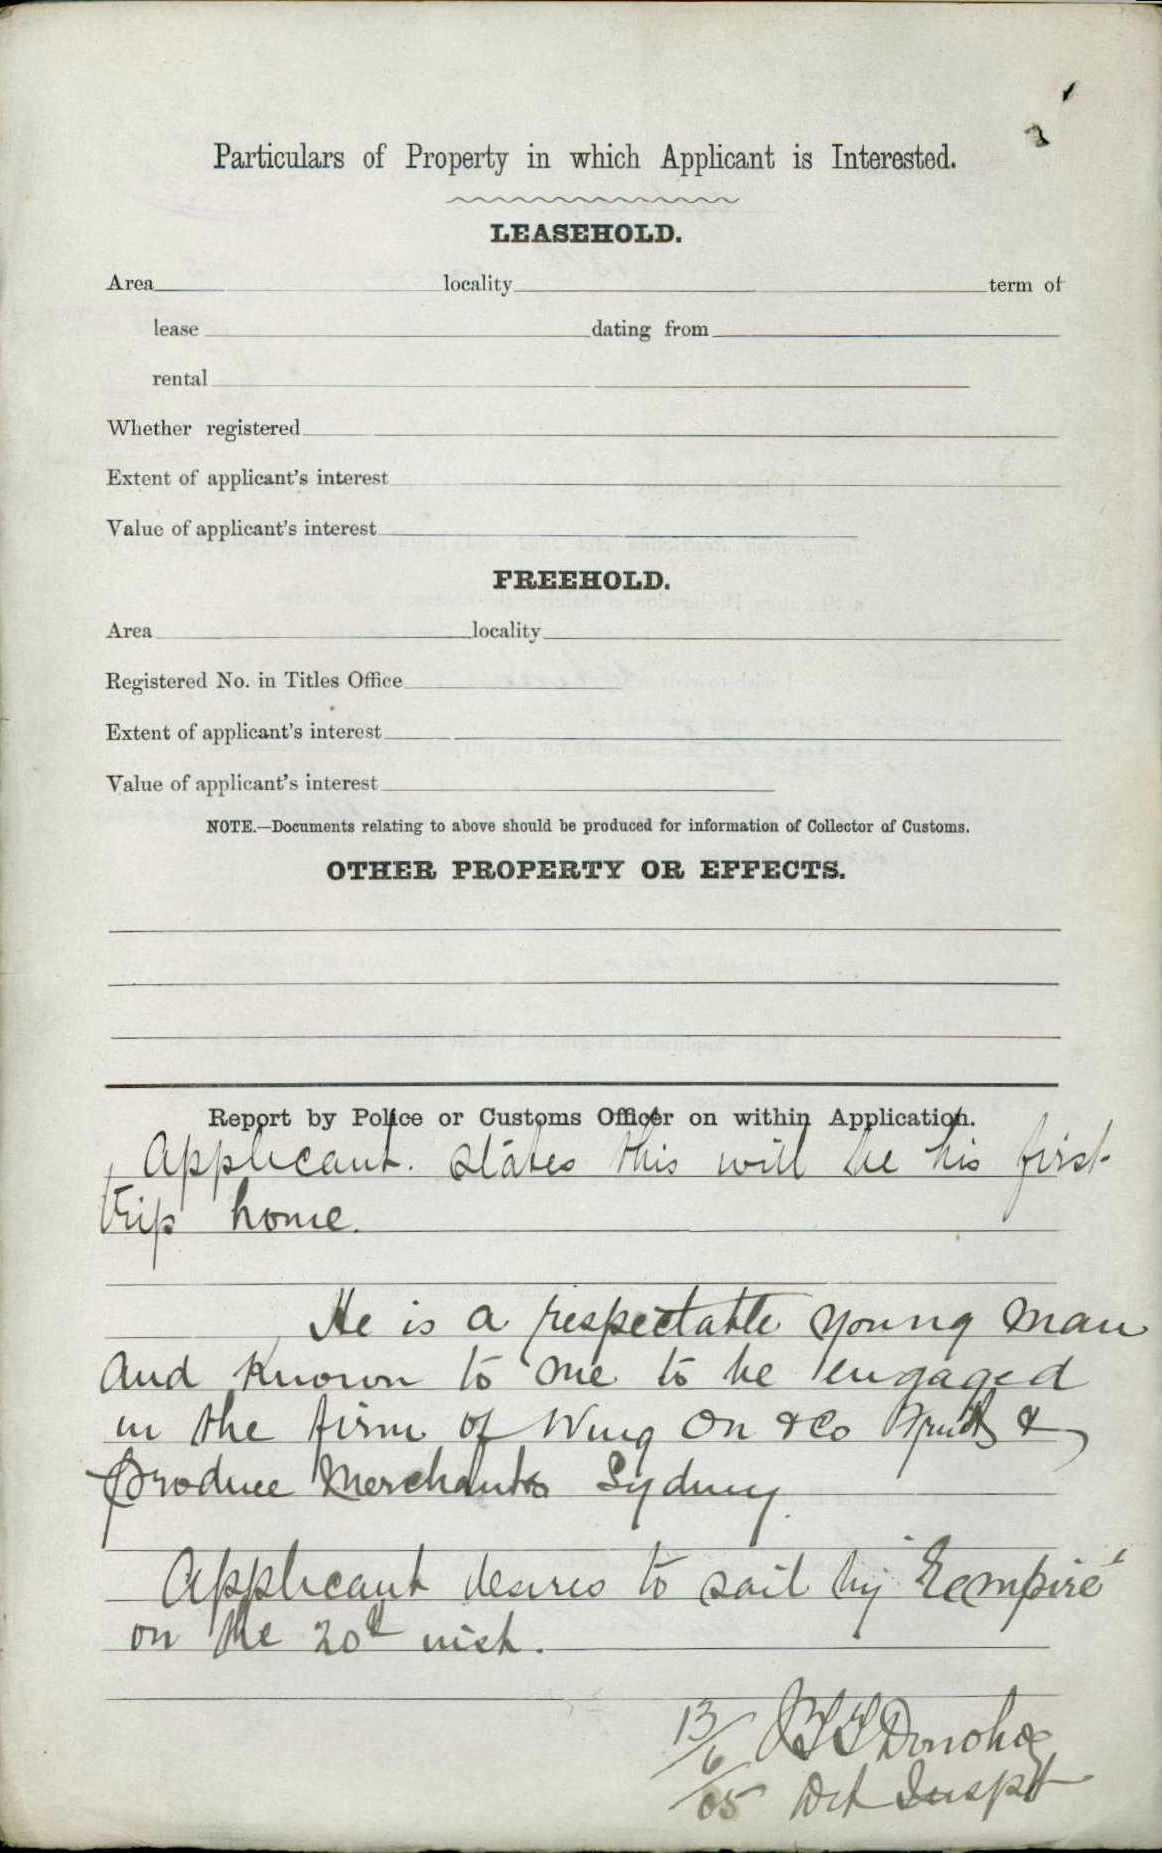 Particulars of Property in which Applicant is Interested.
LEASEHOLD.
Area locality term of
lease dating from
rental
Whether registered
Extent of applicant's interest
Value of applicant's interest
FREEHOLD.
Area locality
Registered No. in Titles Office
Extent of applicant's interest
Value of applicant's interest
NOTE.—Documents relating to above should be produced for information of Collector of Customs.
OTHER PROPERTY OR EFFECTS.
Report by Police or Customs Officer on within Application.
Applicant. states this will be his first
trip home.
He is a respectable young man
and known to me to be engaged
in the firm of Wing On & Co Fruit &
produce Merchants Sydney.
Applicant desires to sail by "Eempire"
on the 20th inst.
13/6/05 Donohoe
Det Inspt